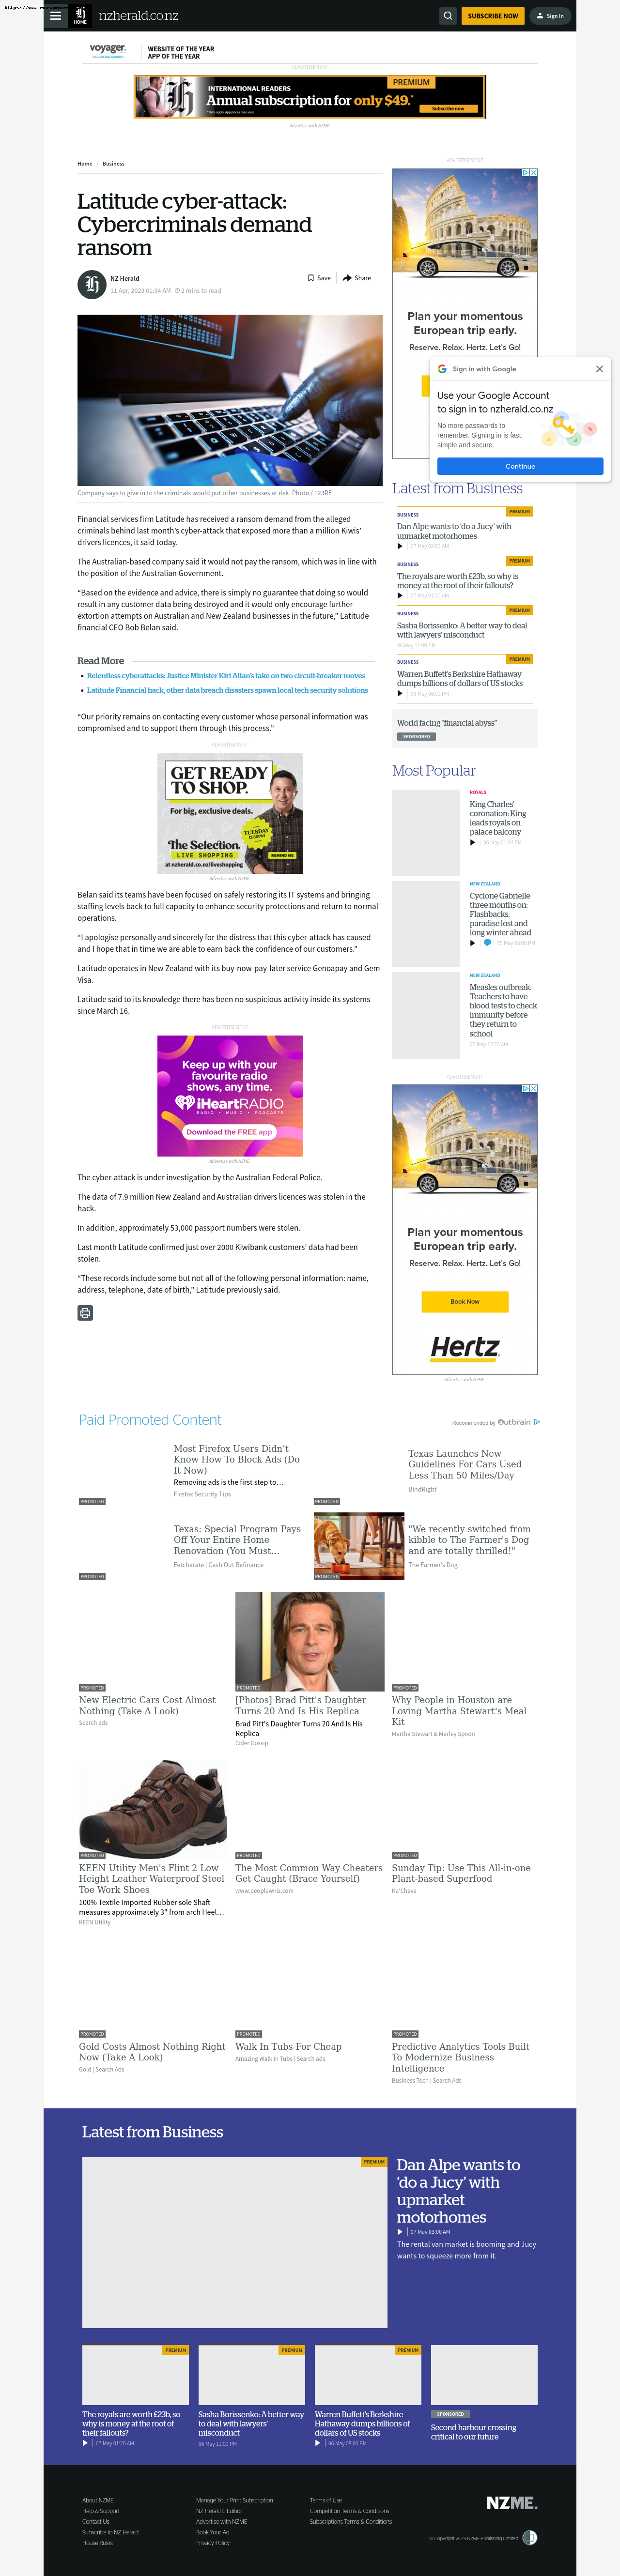 https://www.
HOME
nzherald.co.nz
SUBSCRIBE NOW
Sign In
voyager.
WEBSITE OF THE YEAR
APP OF THE YEAR
ADVERTISEMENT
INTERNATIONAL READERS
PREMIUM
Annual subscription for only $49.*
Subscribe now
Advertise with NZME.
Home / Business
Latitude cyber-attack:
Cybercriminals demand
ransom
NZ Herald
11 Apr, 2023 01:34 AM 2 mins to read
Save
Share
Company says to give in to the criminals would put other businesses at risk. Photo / 123RF
Financial services firm Latitude has received a ransom demand from the alleged
criminals behind last month's cyber-attack that exposed more than a million Kiwis'
drivers licences, it said today.
The Australian-based company said it would not pay the ransom, which was in line with
the position of the Australian Government.
"Based on the evidence and advice, there is simply no guarantee that doing so would
result in any customer data being destroyed and it would only encourage further
extortion attempts on Australian and New Zealand businesses in the future," Latitude
financial CEO Bob Belan said.
Read More
Relentless cyberattacks: Justice Minister Kiri Allan's take on two circuit-breaker moves
Latitude Financial hack, other data breach disasters spawn local tech security solutions
"Our priority remains on contacting every customer whose personal information was
compromised and to support them through this process."
ADVERTISEMENT
GET READY
TO SHOP.
For big, exclusive deals.
The Selection
LIVE SHOPPING
at nzherald.co.nz/liveshopping
TUESDAY
12:30PM
REMIND ME
Advertise with NZME.
Belan said its teams have been focused on safely restoring its IT systems and bringing
staffing levels back to full capacity to enhance security protections and return to normal
operations.
"I apologise personally and sincerely for the distress that this cyber-attack has caused
and I hope that in time we are able to earn back the confidence of our customers."
Latitude operates in New Zealand with its buy-now-pay-later service Genoapay and Gem
Visa.
Latitude said to its knowledge there has been no suspicious activity inside its systems
since March 16.
ADVERTISEMENT
Keep up with your
favourite radio
shows, any time.
iHeartRADIO
RADIO • MUSIC • PODCASTS
Download the FREE app
Advertise with NZME.
The cyber-attack is under investigation by the Australian Federal Police.
The data of 7.9 million New Zealand and Australian drivers licences was stolen in the
hack.
In addition, approximately 53,000 passport numbers were stolen.
Last month Latitude confirmed just over 2000 Kiwibank customers' data had been
stolen.
"These records include some but not all of the following personal information: name,
address, telephone, date of birth," Latitude previously said.
ADVERTISEMENT
Plan your momentous
European trip early.
Reserve. Relax. Hertz. Let's Go!
Sign in with Google
Use your Google Account
to sign in to nzherald.co.nz
No more passwords to
remember. Signing in is fast,
simple and secure.
Continue
Latest from Business
PREMIUM
BUSINESS
Dan Alpe wants to 'do a Jucy' with
upmarket motorhomes
07 May 03:00 AM
PREMIUM
BUSINESS
The royals are worth £23b, so why is
money at the root of their fallouts?
07 May 01:20 AM
PREMIUM
BUSINESS
Sasha Borissenko: A better way to deal
with lawyers' misconduct
06 May 11:00 PM
PREMIUM
BUSINESS
Warren Buffett's Berkshire Hathaway
dumps billions of dollars of US stocks
06 May 08:00 PM
World facing "financial abyss"
SPONSORED
Most Popular
ROYALS
King Charles'
coronation: King
leads royals on
palace balcony
06 May 01:44 PM
NEW ZEALAND
Cyclone Gabrielle
three months on:
Flashbacks,
paradise lost and
long winter ahead
05 May 05:00 PM
NEW ZEALAND
Measles outbreak:
Teachers to have
blood tests to check
immunity before
they return to
school
ADVERTISEMENT
Plan your momentous
European trip early.
Reserve. Relax. Hertz. Let's Go!
Book Now
Hertz
Advertise with NZME.
Paid Promoted Content
Recommended by Outbrain
PROMOTED
Most Firefox Users Didn't
Know How To Block Ads (Do
It Now)
Removing ads is the first step to…
Firefox Security Tips
PROMOTED
Texas Launches New
Guidelines For Cars Used
Less Than 50 Miles/Day
BindRight
PROMOTED
Texas: Special Program Pays
Off Your Entire Home
Renovation (You Must…
Fetcharate | Cash Out Refinance
PROMOTED
"We recently switched from
kibble to The Farmer's Dog
and are totally thrilled!"
The Farmer's Dog
PROMOTED
New Electric Cars Cost Almost
Nothing (Take A Look)
Search ads
PROMOTED
[Photos] Brad Pitt's Daughter
Turns 20 And Is His Replica
Brad Pitt's Daughter Turns 20 And Is His
Replica
Cider Gossip
PROMOTED
Why People in Houston are
Loving Martha Stewart's Meal
Kit
Martha Stewart & Marley Spoon
PROMOTED
KEEN Utility Men's Flint 2 Low
Height Leather Waterproof Steel
Toe Work Shoes
100% Textile Imported Rubber sole Shaft
measures approximately 3" from arch Heel…
KEEN Utility
PROMOTED
The Most Common Way Cheaters
Get Caught (Brace Yourself)
www.peoplewhiz.com
PROMOTED
Sunday Tip: Use This All-in-one
Plant-based Superfood
Ka'Chava
PROMOTED
Gold Costs Almost Nothing Right
Now (Take A Look)
Gold | Search Ads
PROMOTED
Walk In Tubs For Cheap
Amazing Walk In Tubs | Search ads
PROMOTED
Predictive Analytics Tools Built
To Modernize Business
Intelligence
Business Tech | Search Ads
Latest from Business
PREMIUM
Dan Alpe wants to
'do a Jucy' with
upmarket
motorhomes
07 May 03:00 AM
The rental van market is booming and Jucy
wants to squeeze more from it.
PREMIUM
The royals are worth £23b, so
why is money at the root of
their fallouts?
07 May 01:20 AM
PREMIUM
Sasha Borissenko: A better way
to deal with lawyers'
misconduct
06 May 11:00 PM
PREMIUM
Warren Buffett's Berkshire
Hathaway dumps billions of
dollars of US stocks
06 May 08:00 PM
SPONSORED
Second harbour crossing
critical to our future
About NZME
Help & Support
Contact Us
Subscribe to NZ Herald
House Rules
Manage Your Print Subscription
NZ Herald E-Edition
Advertise with NZME
Book Your Ad
Privacy Policy
Terms of Use
Competition Terms & Conditions
Subscriptions Terms & Conditions
NZME.
© Copyright 2023 NZME Publishing Limited